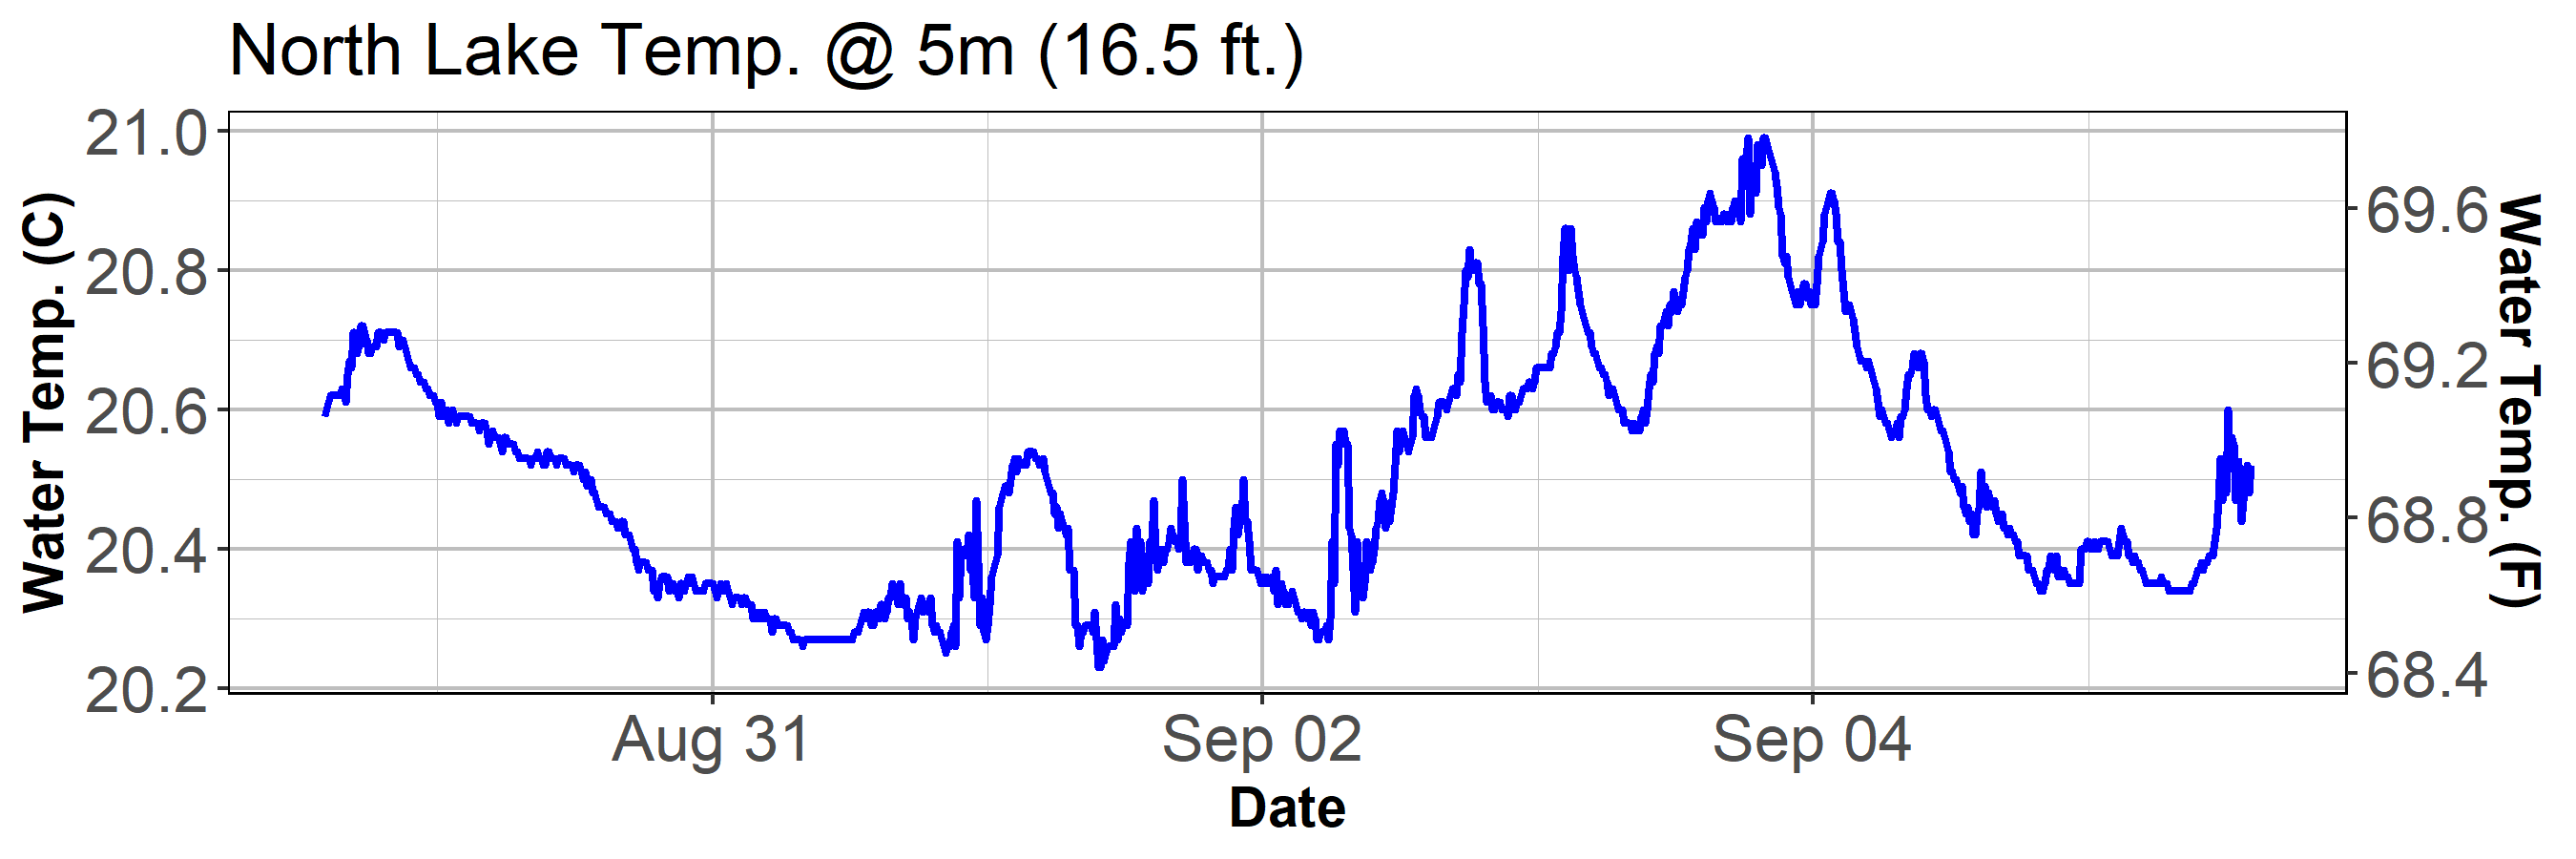 North Lake Temp. @ 5m (16.5 ft.)
Water Temp. (C)
21.0
20.8
20.6
20.4
20.2
69.6
69.2
68.8
68.4
Water Temp. (F)
Aug 31
Sep 02
Sep 04
Date